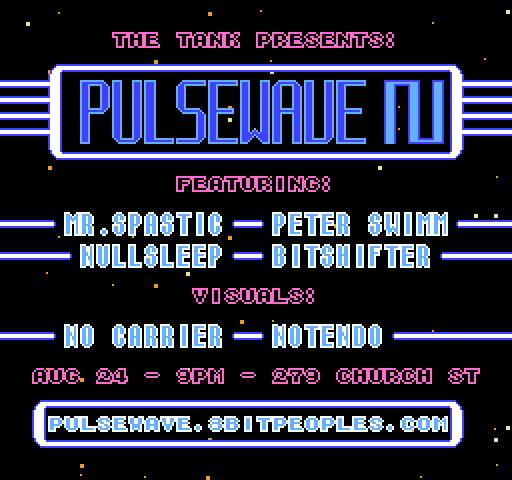 THE TANK PRESENTS:
PULSEWAVE
FEATURING:
MR.SPASTIC — PETER SWIMM
NULLSLEEP — BITSHIFTER
VISUALS:
NO CARRIER — NOTENDO
AUG 24 - 9PM - 279 CHURCH ST
PULSEWAVE.8BITPEOPLES.COM